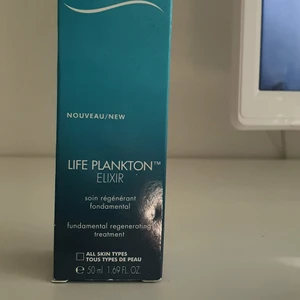 NOUVEAU/NEW
LIFE PLANKTON™
ELIXIR
soin régénérant
fondamental
fundamental regenerating
treatment
ALL SKIN TYPES
TOUS TYPES DE PEAU
e 50 ml 1.69 FL. OZ.